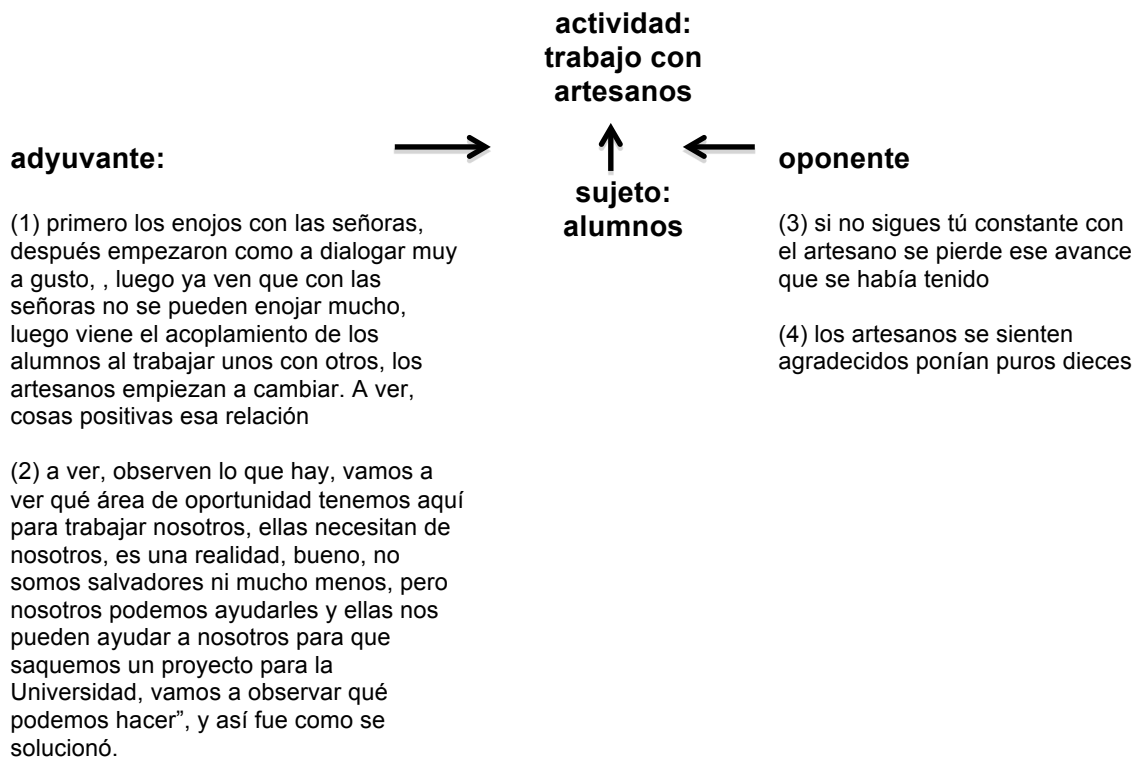 actividad:
trabajo con
artesanos
adyuvante:
(1) primero los enojos con las señoras,
después empezaron como a dialogar muy
a gusto, , luego ya ven que con las
señoras no se pueden enojar mucho,
luego viene el acoplamiento de los
alumnos al trabajar unos con otros, los
artesanos empiezan a cambiar. A ver,
cosas positivas esa relación
(2) a ver, observen lo que hay, vamos a
ver qué área de oportunidad tenemos aquí
para trabajar nosotros, ellas necesitan de
nosotros, es una realidad, bueno, no
somos salvadores ni mucho menos, pero
nosotros podemos ayudarles y ellas nos
pueden ayudar a nosotros para que
saquemos un proyecto para la
Universidad, vamos a observar qué
podemos hacer”, y así fue como se
solucionó.
sujeto:
alumnos
oponente
(3) si no sigues tú constante con
el artesano se pierde ese avance
que se había tenido
(4) los artesanos se sienten
agradecidos ponían puros dieces